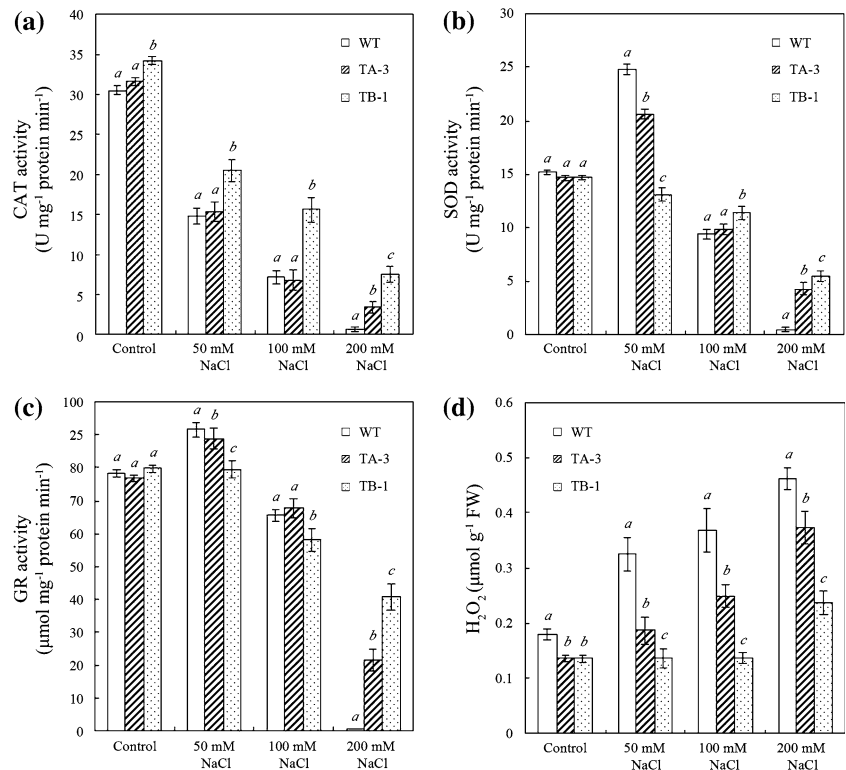 (a)
CAT activity
(U mg⁻¹ protein min⁻¹)
40
35
30
25
20
15
10
5
0
WT
TA-3
TB-1
a a b
a a b
a a b
a b c
Control 50 mM 100 mM 200 mM
NaCl NaCl NaCl
(b)
SOD activity
(U mg⁻¹ protein min⁻¹)
30
25
20
15
10
5
0
WT
TA-3
TB-1
a a a
a b c
a a b
a b c
Control 50 mM 100 mM 200 mM
NaCl NaCl NaCl
(c)
GR activity
(μmol mg⁻¹ protein min⁻¹)
100
25
80
70
60
50
40
30
20
10
0
WT
TA-3
TB-1
a a a
a b c
a a b
a b c
Control 50 mM 100 mM 200 mM
NaCl NaCl NaCl
(d)
H₂O₂ (μmol g⁻¹ FW)
0.6
0.5
0.4
0.3
0.2
0.1
0
WT
TA-3
TB-1
a b b
a b c
a b c
a b c
Control 50 mM 100 mM 200 mM
NaCl NaCl NaCl